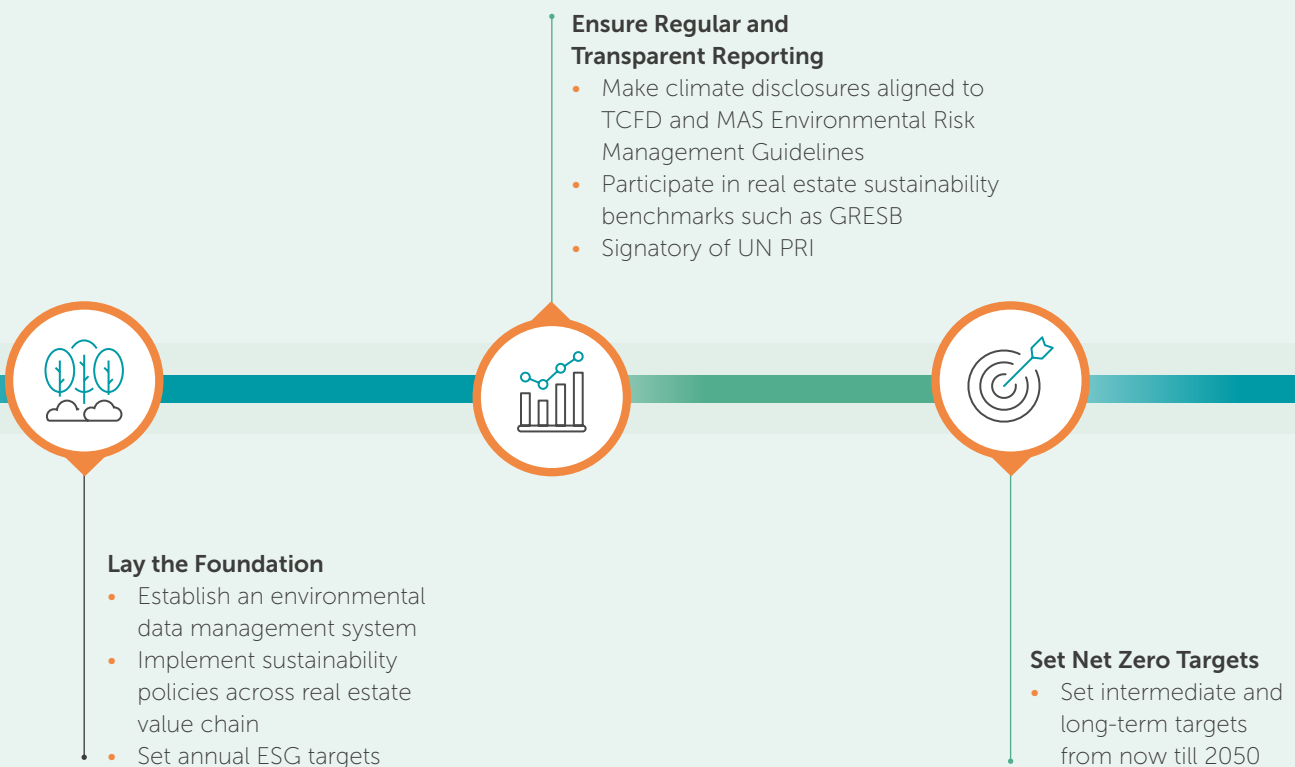 Ensure Regular and
Transparent Reporting
• Make climate disclosures aligned to
TCFD and MAS Environmental Risk
Management Guidelines
• Participate in real estate sustainability
benchmarks such as GRESB
• Signatory of UN PRI
Lay the Foundation
• Establish an environmental
data management system
• Implement sustainability
policies across real estate
value chain
• Set annual ESG targets
Set Net Zero Targets
• Set intermediate and
long-term targets
from now till 2050